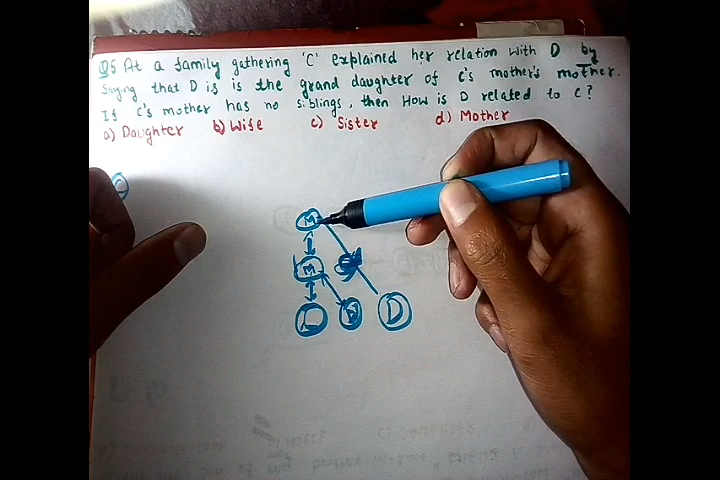 Q5 At a family gathering 'C' explained her relation with D by
saying that D is is the grand daughter of C's mother's mother.
If C's mother has no siblings, then How is D related to C?
a) Daughter b) Wife c) Sister d) Mother
C
M
M
C D D